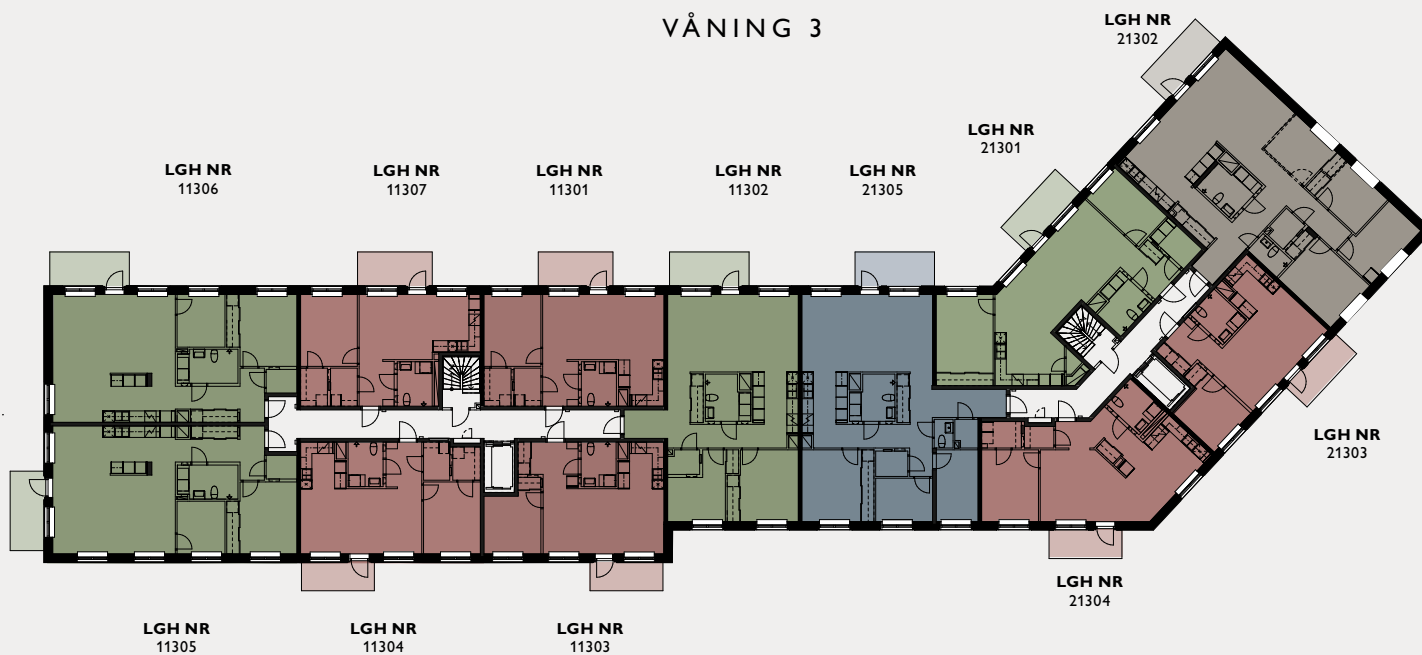 VÅNING 3
LGH NR
21302
LGH NR
21301
LGH NR
11306
LGH NR
11307
LGH NR
11301
LGH NR
11302
LGH NR
21305
LGH NR
21303
LGH NR
21304
LGH NR
11305
LGH NR
11304
LGH NR
11303